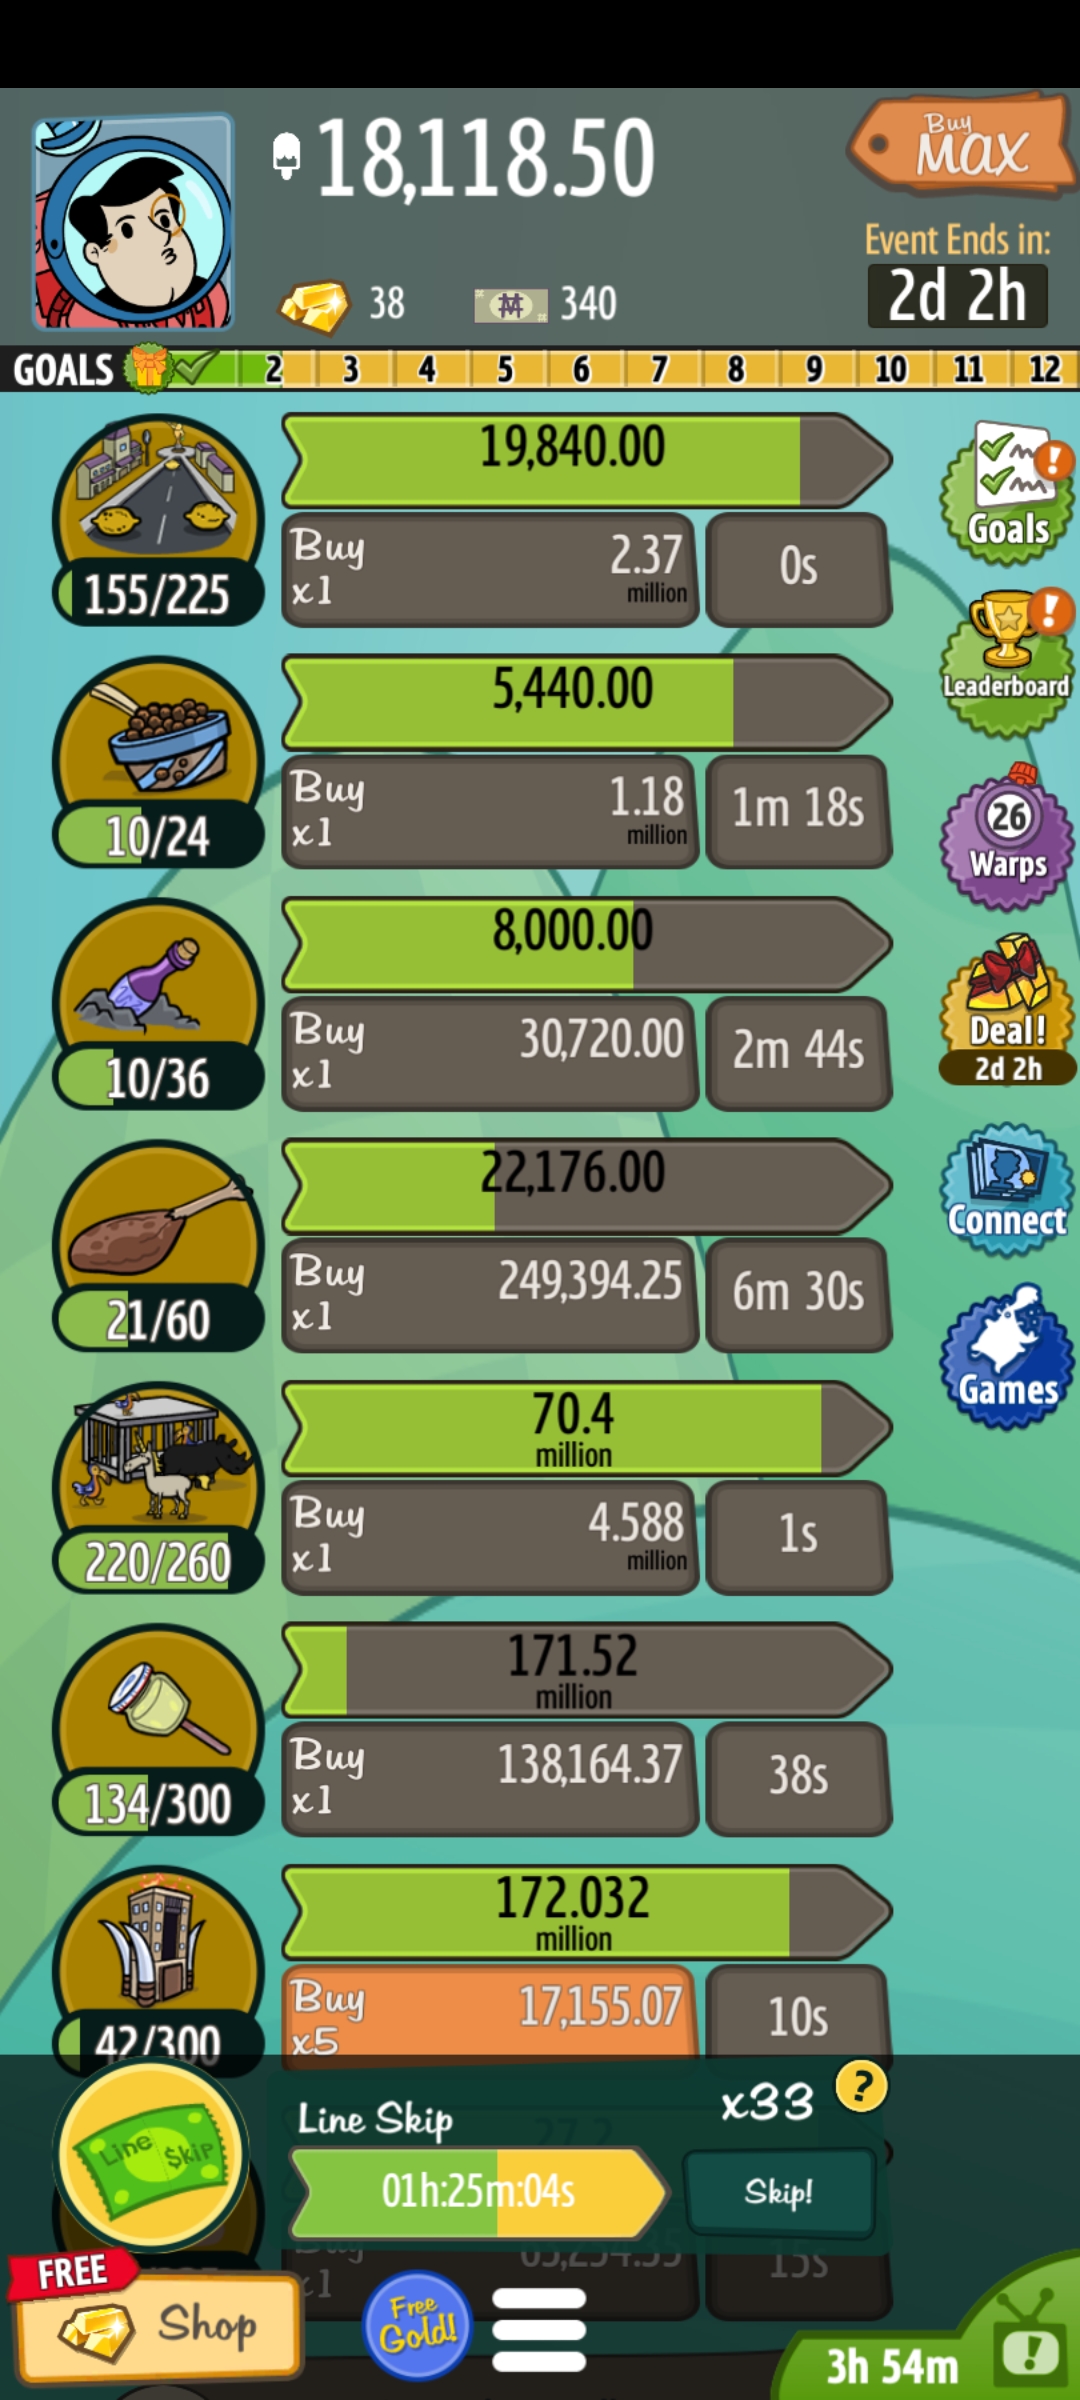 18,118.50
Buy
MAX
Event Ends in:
2d 2h
38
340
GOALS 2 3 4 5 6 7 8 9 10 11 12
19,840.00
Buy 2.37
x1 million
0s
155/225
Goals
5,440.00
Buy 1.18
x1 million
1m 18s
10/24
Leaderboard
26
Warps
8,000.00
Buy 30,720.00
x1
2m 44s
10/36
Deal!
2d 2h
22,176.00
Buy 249,394.25
x1
6m 30s
21/60
Connect
Games
70.4
million
Buy 4.588
x1 million
1s
220/260
171.52
million
Buy 138,164.37
x1
38s
134/300
172.032
million
Buy 17,155.07
x5
10s
42/300
Line Skip
Line Skip
x33
?
27.2
01h:25m:04s
Skip!
x1
15s
FREE
Shop
Free
Gold!
3h 54m